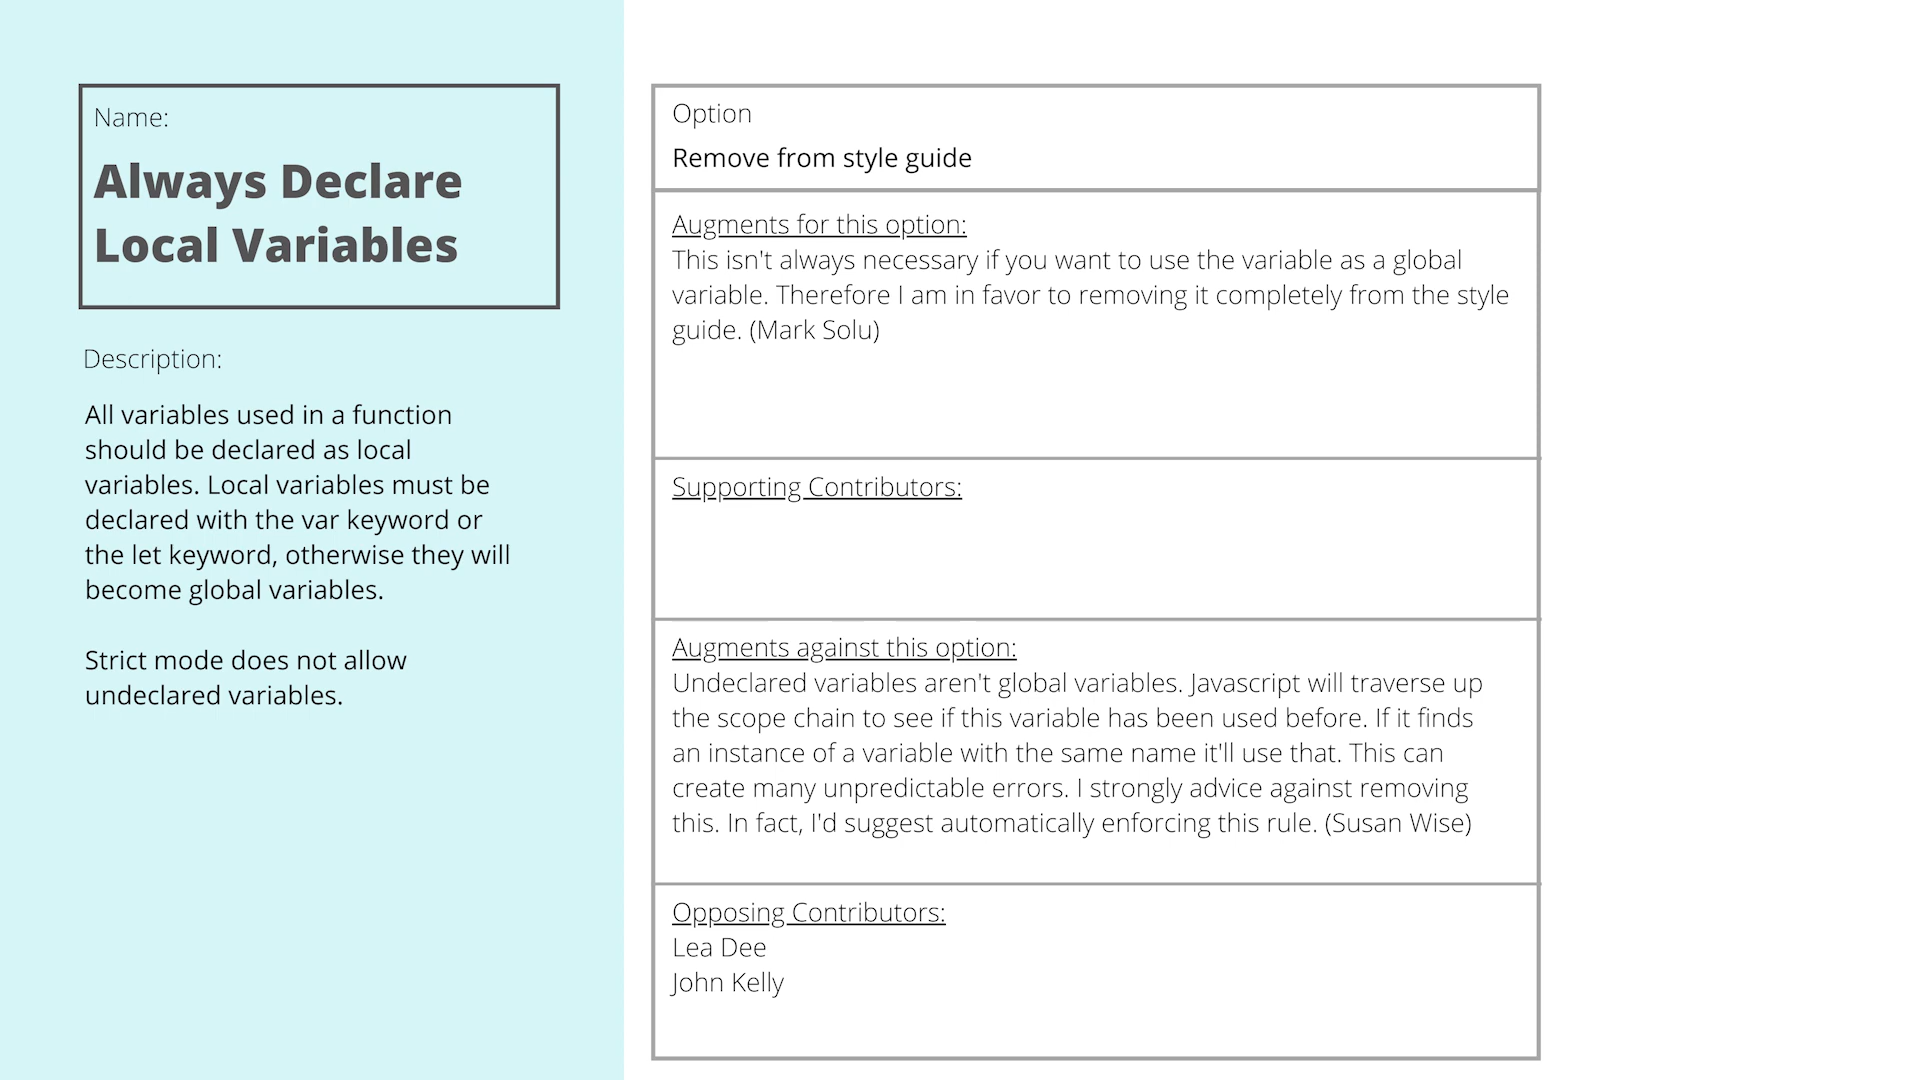 Name:
Always Declare
Local Variables
Description:
All variables used in a function
should be declared as local
variables. Local variables must be
declared with the var keyword or
the let keyword, otherwise they will
become global variables.
Strict mode does not allow
undeclared variables.
Option
Remove from style guide
Augments for this option:
This isn't always necessary if you want to use the variable as a global
variable. Therefore I am in favor to removing it completely from the style
guide. (Mark Solu)
Supporting Contributors:
Augments against this option:
Undeclared variables aren't global variables. Javascript will traverse up
the scope chain to see if this variable has been used before. If it finds
an instance of a variable with the same name it'll use that. This can
create many unpredictable errors. I strongly advice against removing
this. In fact, I'd suggest automatically enforcing this rule. (Susan Wise)
Opposing Contributors:
Lea Dee
John Kelly